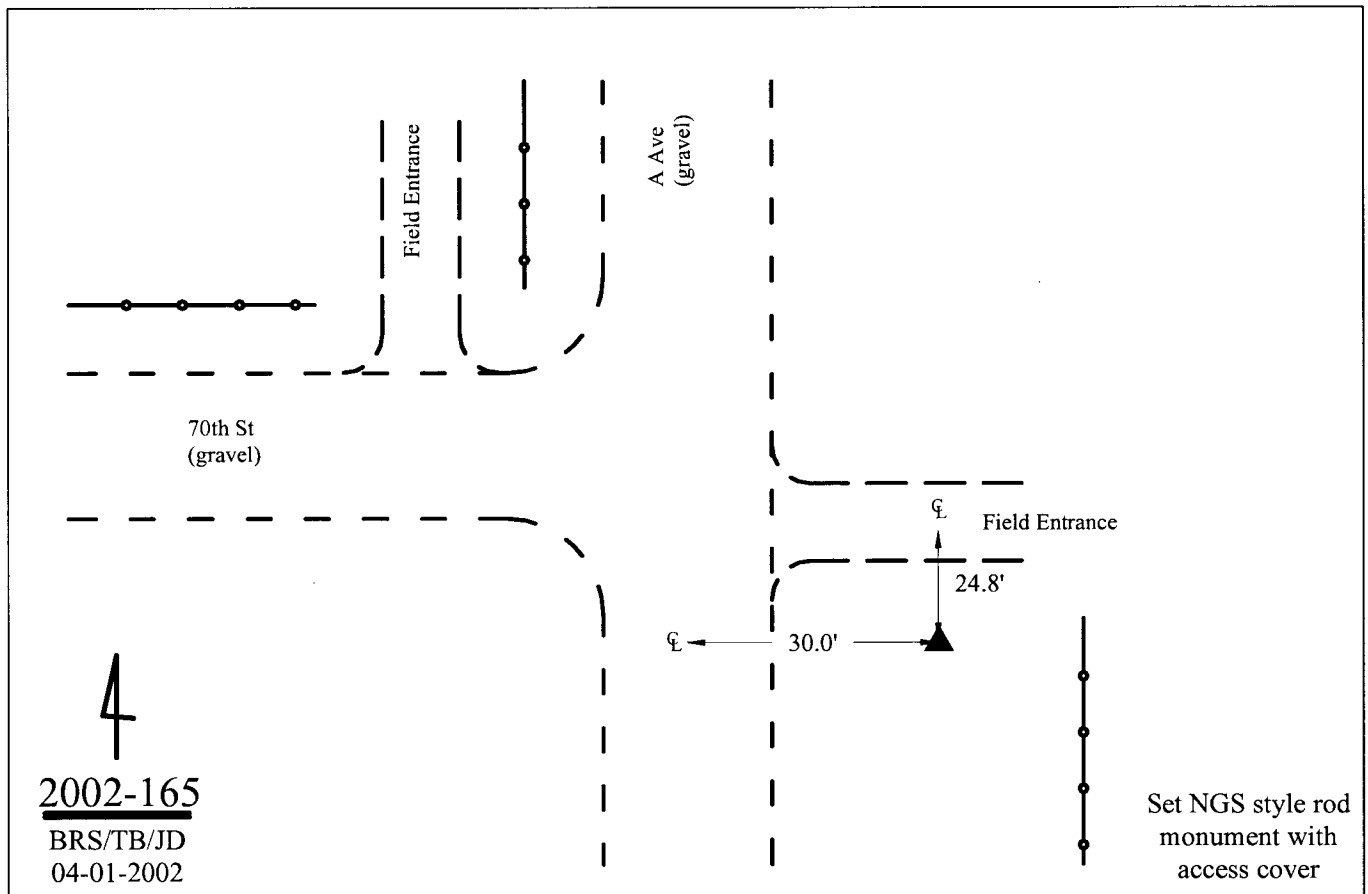 Field Entrance
A Ave
(gravel)
70th St
(gravel)
℄
Field Entrance
24.8'
℄
30.0'
2002-165
BRS/TB/JD
04-01-2002
Set NGS style rod
monument with
access cover